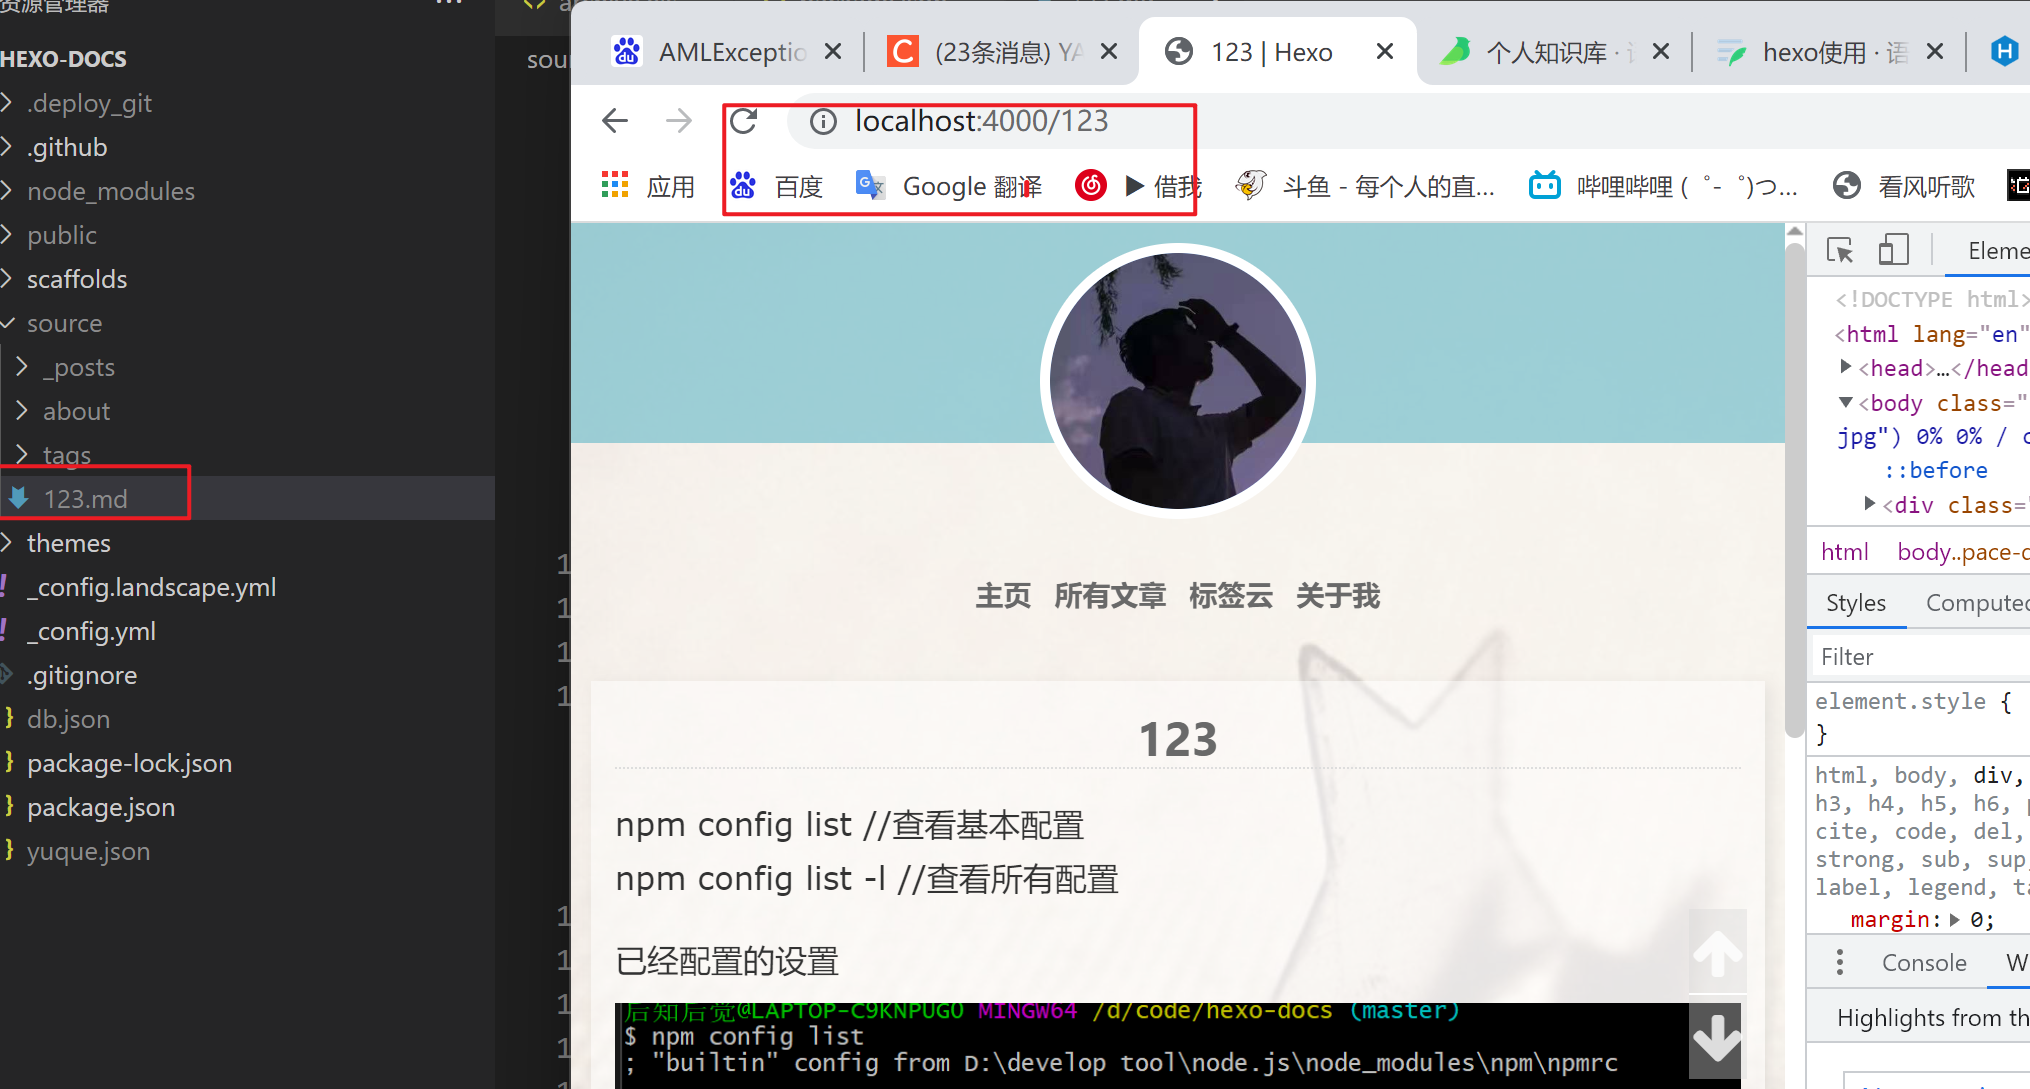 资源管理器
HEXO-DOCS
.deploy_git
.github
node_modules
public
scaffolds
source
_posts
about
tags
123.md
themes
_config.landscape.yml
_config.yml
.gitignore
db.json
package-lock.json
package.json
yuque.json
sour
AMLExceptio
(23条消息) YA
123 | Hexo
个人知识库 ·
hexo使用 · 语
localhost:4000/123
应用
百度
Google 翻译
▶ 借我
斗鱼 - 每个人的直...
哔哩哔哩 ( ゜- ゜)つ...
看风听歌
主页 所有文章 标签云 关于我
123
npm config list //查看基本配置
npm config list -l //查看所有配置
已经配置的设置
后知后觉@LAPTOP-C9KNPUG0 MINGW64 /d/code/hexo-docs (master)
$ npm config list
; "builtin" config from D:\develop tool\node.js\node_modules\npm\npmrc
Eleme
<!DOCTYPE html>
<html lang="en"
<head>…</head
<body class="
jpg") 0% 0% / c
::before
<div class=
html body..pace-d
Styles Computed
Filter
element.style {
}
html, body, div,
h3, h4, h5, h6, p
cite, code, del,
strong, sub, sup,
label, legend, ta
margin: ▶ 0;
Console W
Highlights from th